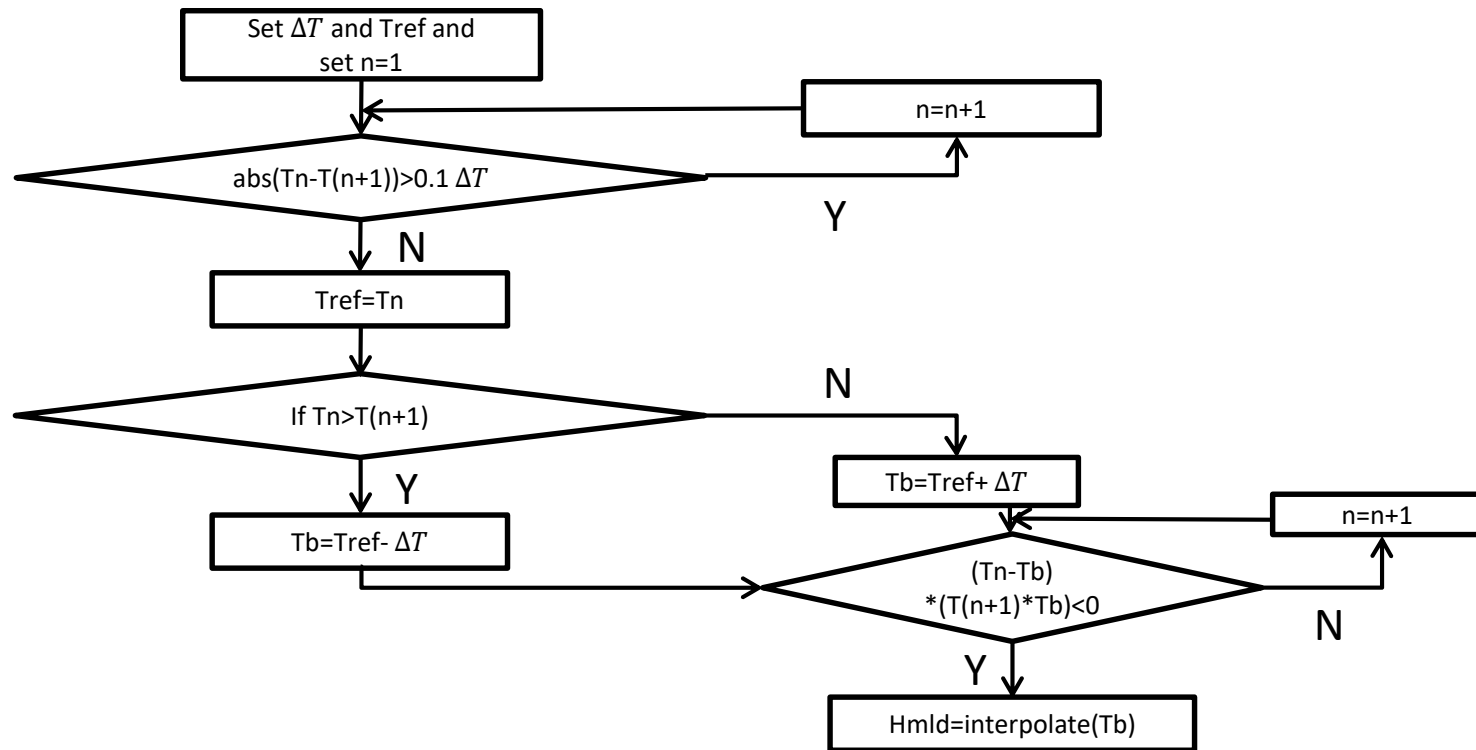 Set ΔT and Tref and
set n=1
n=n+1
abs(Tn-T(n+1))>0.1 ΔT
Y
N
Tref=Tn
If Tn>T(n+1)
N
Y
Tb=Tref+ ΔT
Tb=Tref- ΔT
n=n+1
(Tn-Tb)
*(T(n+1)*Tb)<0
N
Y
Hmld=interpolate(Tb)